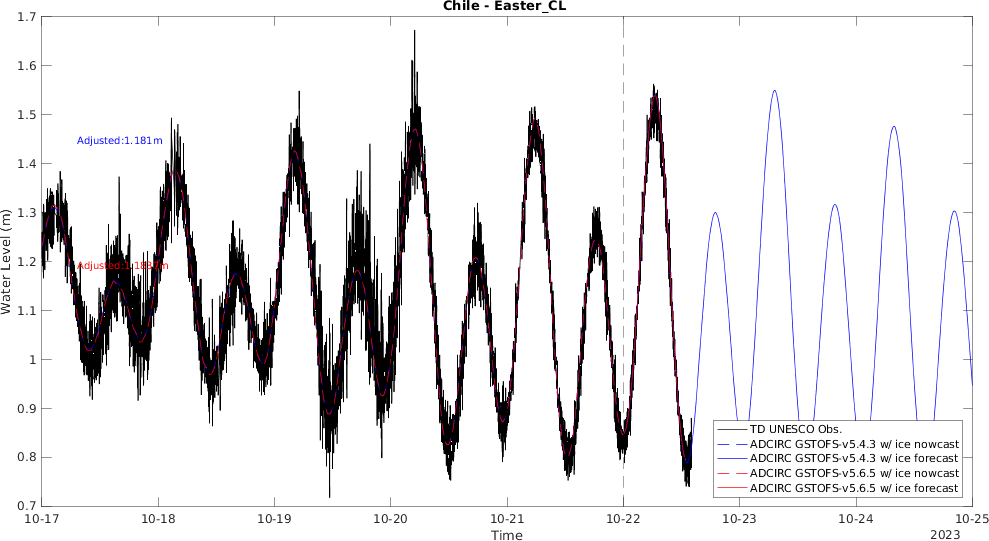 Chile - Easter_CL
1.7
1.6
1.5
1.4
1.3
1.2
1.1
1
0.9
0.8
0.7
Water Level (m)
Adjusted:1.181m
TD UNESCO Obs.
ADCIRC GSTOFS-v5.4.3 w/ ice nowcast
ADCIRC GSTOFS-v5.4.3 w/ ice forecast
ADCIRC GSTOFS-v5.6.5 w/ ice nowcast
ADCIRC GSTOFS-v5.6.5 w/ ice forecast
10-17
10-18
10-19
10-20
10-21
10-22
10-23
10-24
10-25
Time
2023